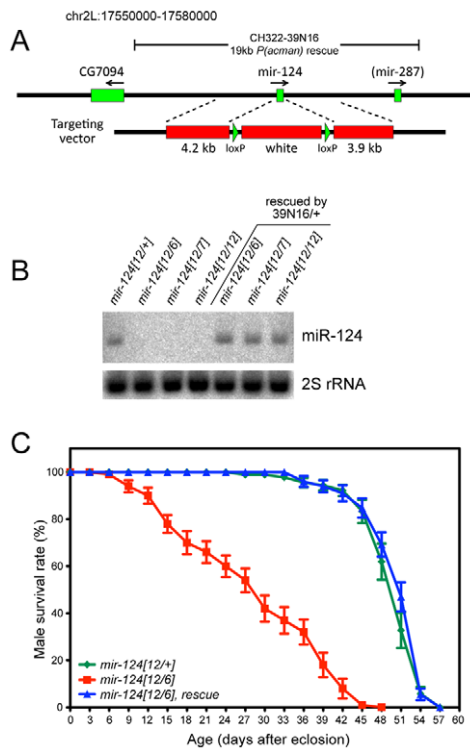 chr2L:17550000-17580000
A
CH322-39N16
19kb P(acman) rescue
CG7094
mir-124
(mir-287)
Targeting
vector
4.2 kb
loxP
white
loxP
3.9 kb
B
rescued by
39N16/+
mir-124[12/+]
mir-124[12/6]
mir-124[12/7]
mir-124[12/12]
mir-124[12/6]
mir-124[12/7]
mir-124[12/12]
miR-124
2S rRNA
C
Male survival rate (%)
100
80
60
40
20
0
mir-124[12/+]
mir-124[12/6]
mir-124[12/6], rescue
0 3 6 9 12 15 18 21 24 27 30 33 36 39 42 45 48 51 54 57 60
Age (days after eclosion)